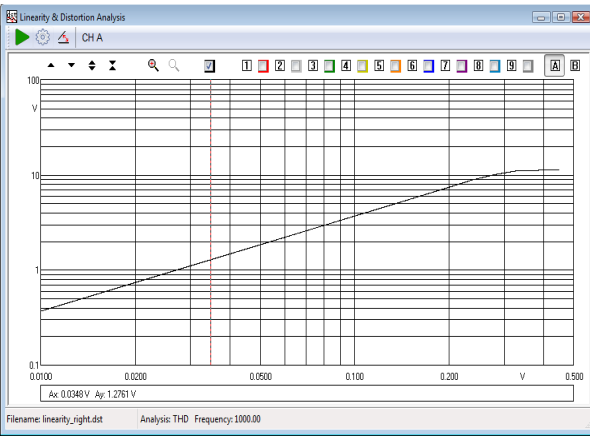 Linearity & Distortion Analysis
CH A
1 2 3 4 5 6 7 8 9 A B
100
V
10
1
0.1
0.0100 0.0200 0.0500 0.100 0.200 V 0.500
Ax: 0.0348 V Ay: 1.2761 V
Filename: linearity_right.dst Analysis: THD Frequency: 1000.00